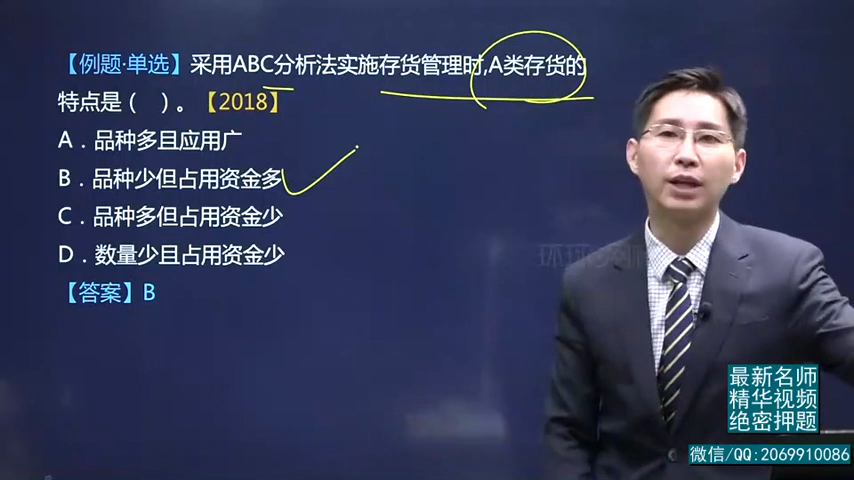 【例题·单选】采用ABC分析法实施存货管理时,A类存货的
特点是（ ）。【2018】
A．品种多且应用广
B．品种少但占用资金多
C．品种多但占用资金少
D．数量少且占用资金少
【答案】B
环球网校
最新名师
精华视频
绝密押题
微信/QQ:2069910086